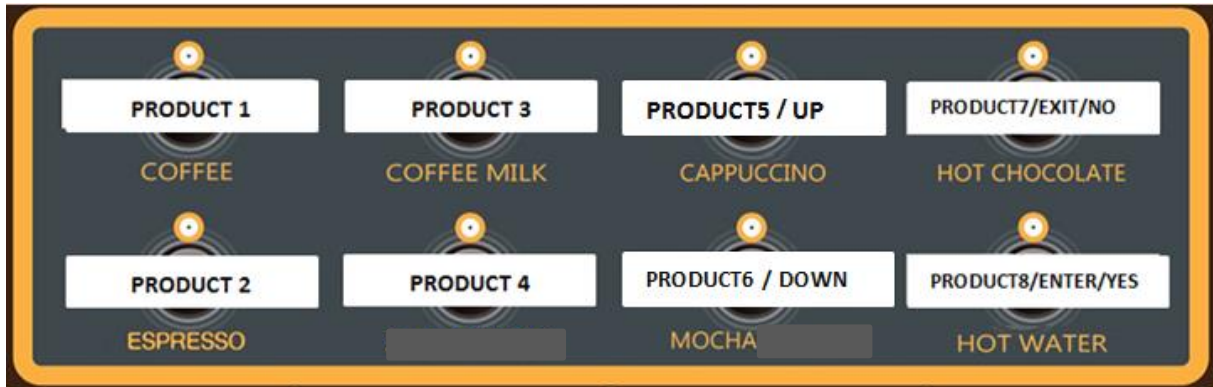 PRODUCT 1 PRODUCT 3 PRODUCT5 / UP PRODUCT7/EXIT/NO
COFFEE COFFEE MILK CAPPUCCINO HOT CHOCOLATE
PRODUCT 2 PRODUCT 4 PRODUCT6 / DOWN PRODUCT8/ENTER/YES
ESPRESSO MOCHA HOT WATER